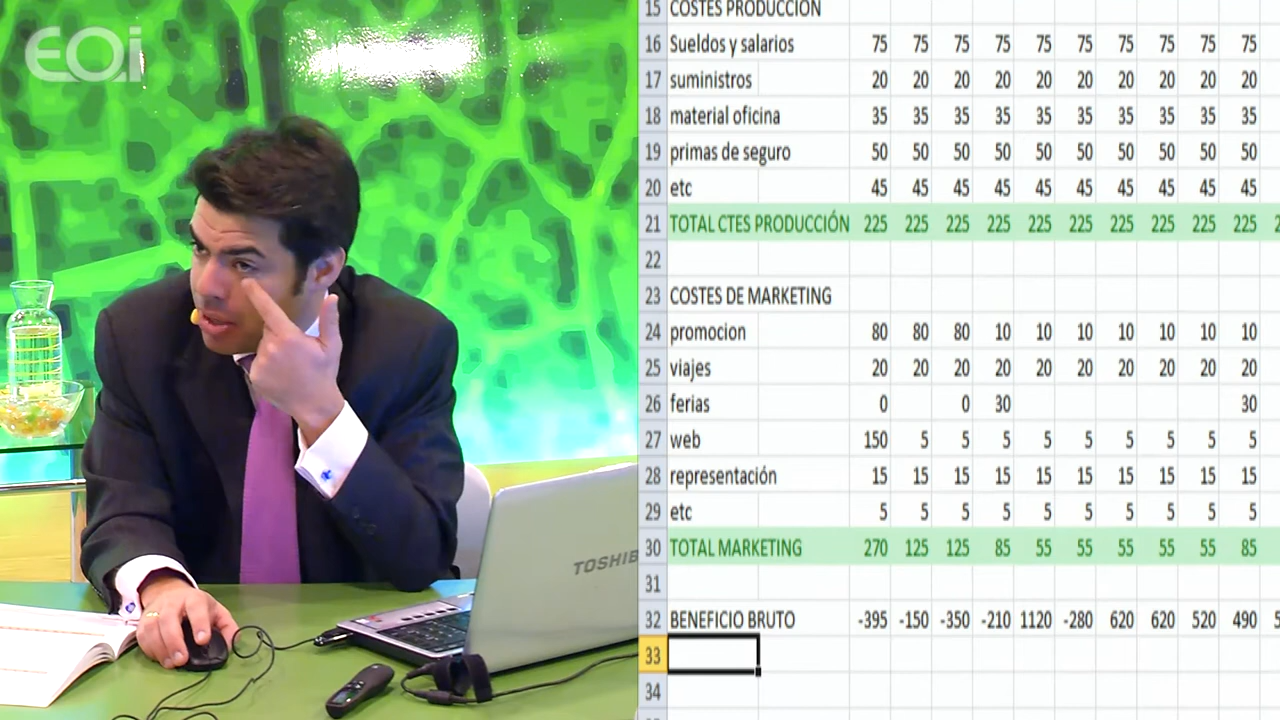 EOi
TOSHIB
15 COSTES PRODUCCION
16 Sueldos y salarios 75 75 75 75 75 75 75 75 75 75
17 suministros 20 20 20 20 20 20 20 20 20 20
18 material oficina 35 35 35 35 35 35 35 35 35 35
19 primas de seguro 50 50 50 50 50 50 50 50 50 50
20 etc 45 45 45 45 45 45 45 45 45 45
21 TOTAL CTES PRODUCCIÓN 225 225 225 225 225 225 225 225 225 225 2
22
23 COSTES DE MARKETING
24 promocion 80 80 80 10 10 10 10 10 10 10
25 viajes 20 20 20 20 20 20 20 20 20 20
26 ferias 0 0 30 30
27 web 150 5 5 5 5 5 5 5 5 5
28 representación 15 15 15 15 15 15 15 15 15 15
29 etc 5 5 5 5 5 5 5 5 5 5
30 TOTAL MARKETING 270 125 125 85 55 55 55 55 55 85
31
32 BENEFICIO BRUTO -395 -150 -350 -210 1120 -280 620 620 520 490 5
33
34